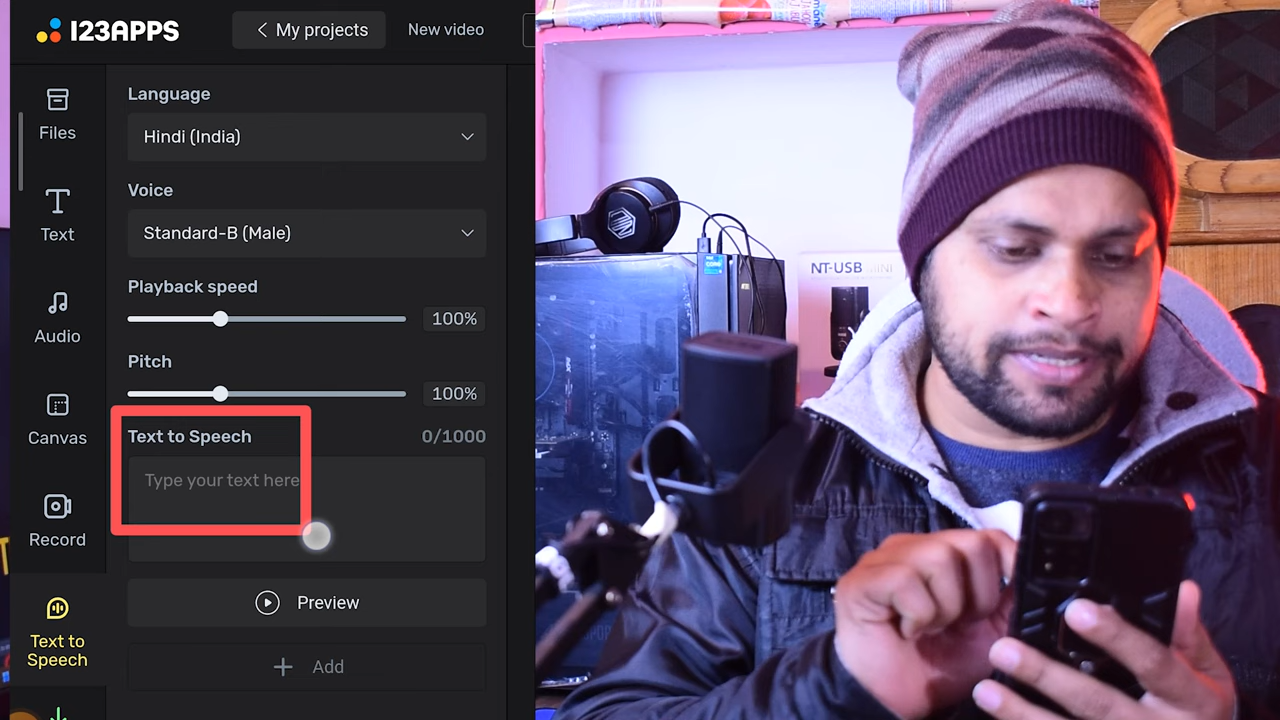 123APPS
My projects
New video
Files
Text
Audio
Canvas
Record
Text to
Speech
Language
Hindi (India)
Voice
Standard-B (Male)
Playback speed
100%
Pitch
100%
Text to Speech
0/1000
Type your text here
Preview
Add
NT-USB MINI